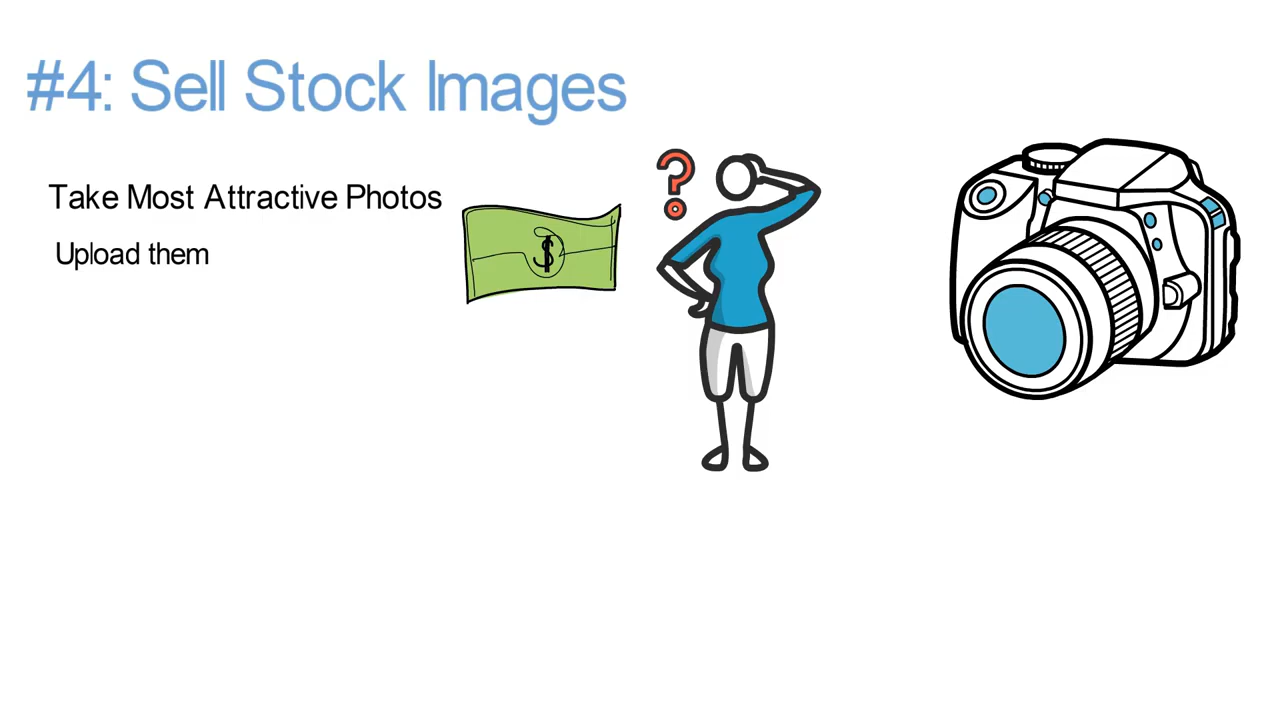 #4: Sell Stock Images
Take Most Attractive Photos
Upload them
$
?